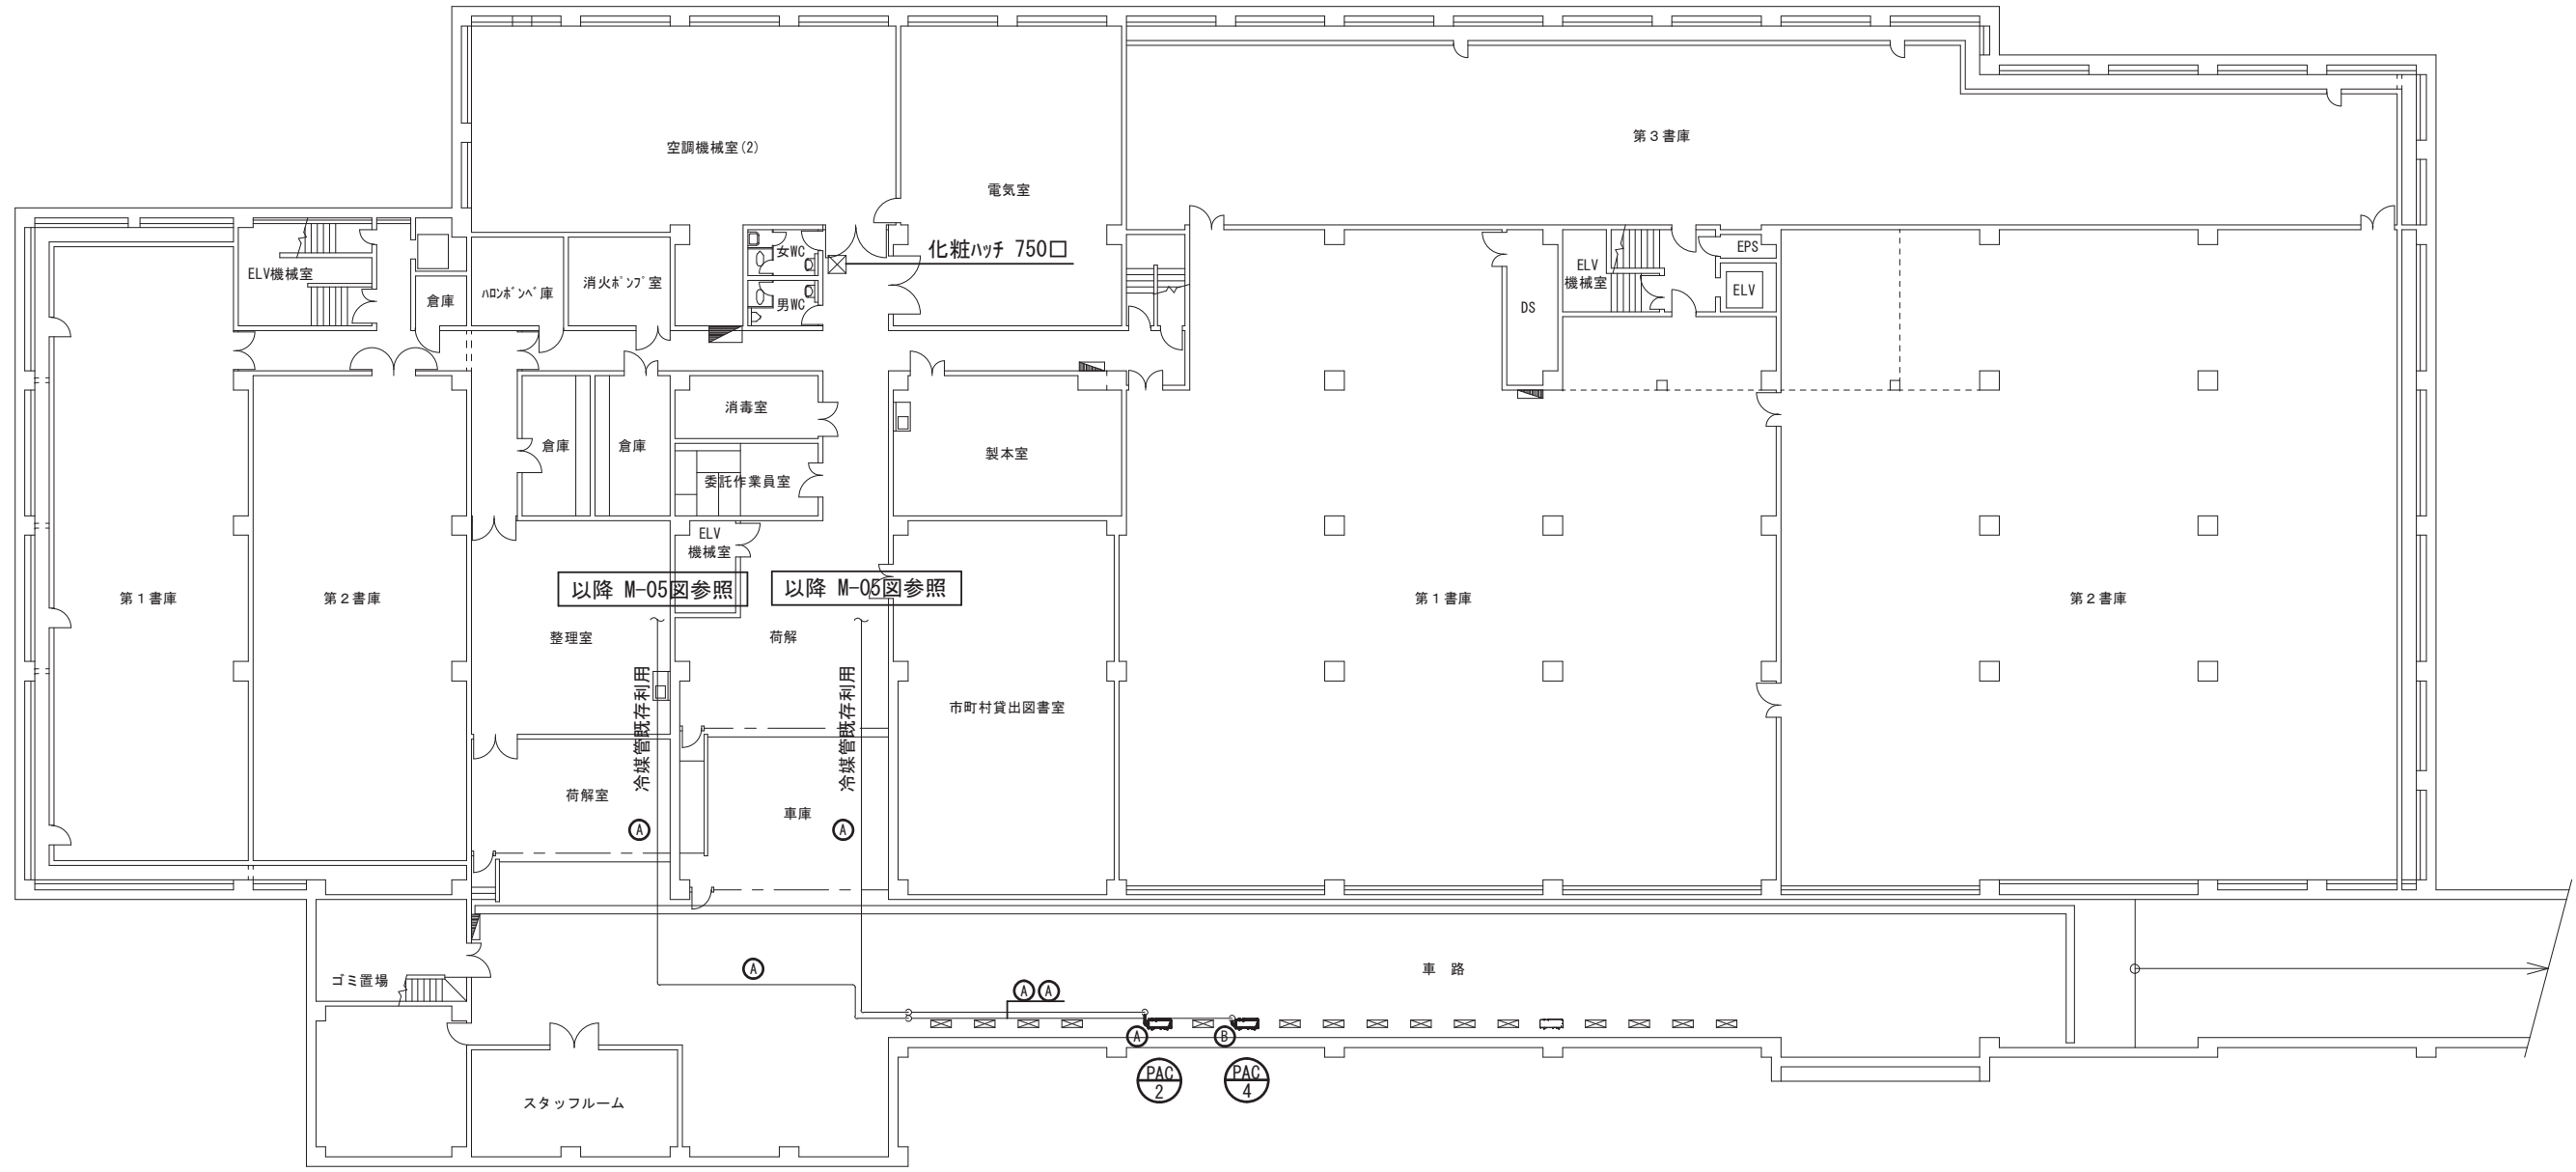 第３書庫
空調機械室(2)
電気室
女WC
化粧ﾊｯﾁ 750口
EPS
ELV機械室
ELV
機械室
消火ﾎﾟﾝﾌﾟ室
ﾊﾛﾝﾎﾞﾝﾍﾞ庫
倉庫
男WC
ELV
DS
消毒室
倉庫
倉庫
製本室
委託作業員室
ELV
機械室
以降 M-05図参照
以降 M-05図参照
第１書庫
第２書庫
第１書庫
第２書庫
整理室
荷解
冷媒管既存利用
冷媒管既存利用
市町村貸出図書室
荷解室
車庫
A
A
A
車 路
ゴミ置場
A A
A
B
PAC
2
PAC
4
スタッフルーム